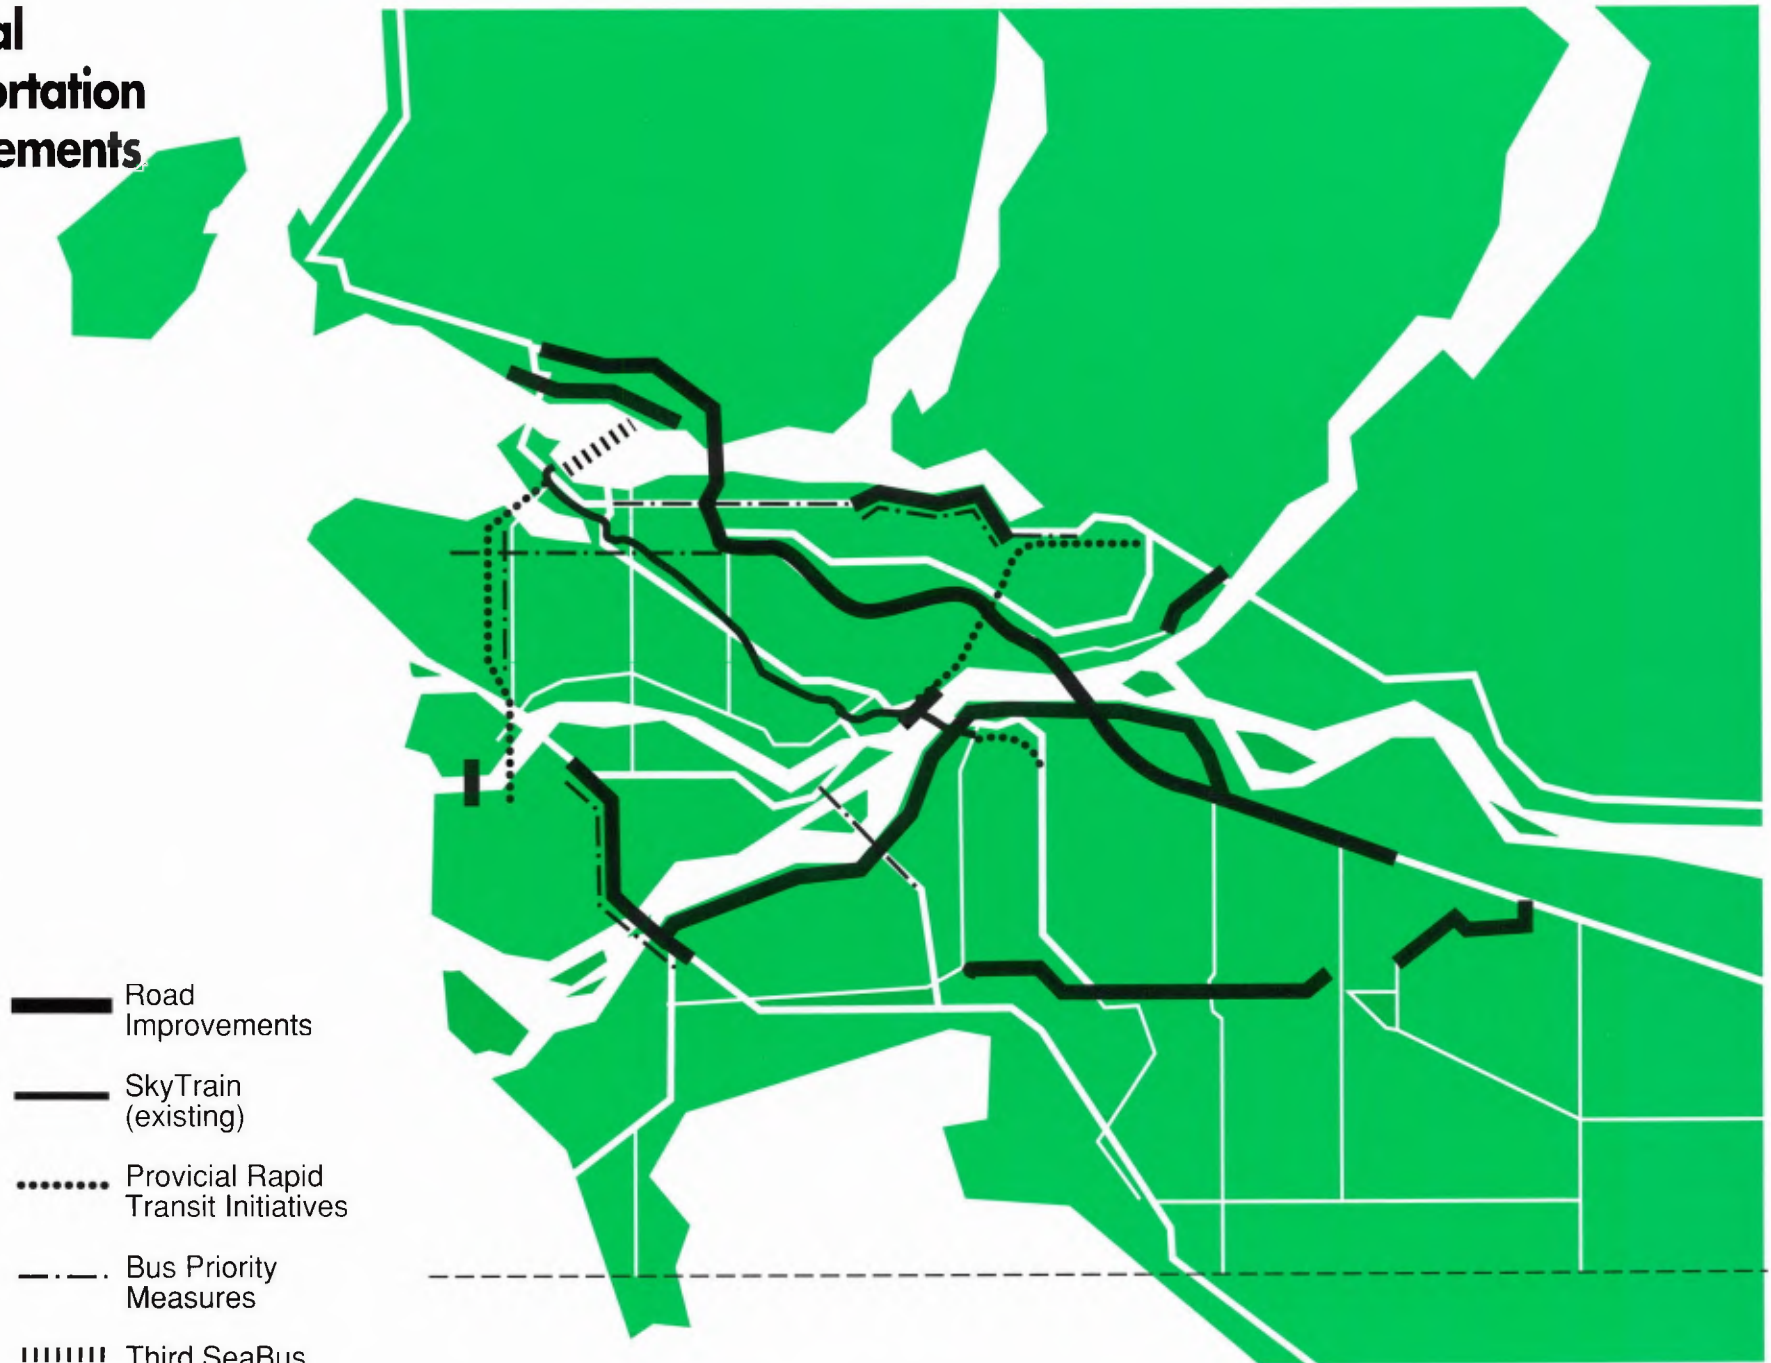 al
ortation
ements
Road
Improvements
SkyTrain
(existing)
Provicial Rapid
Transit Initiatives
Bus Priority
Measures
Third SeaBus